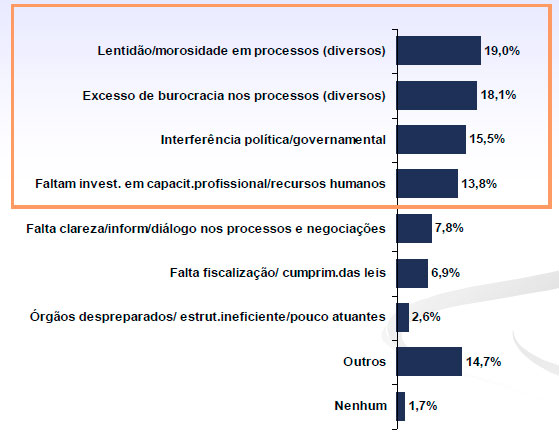 Lentidão/morosidade em processos (diversos) 19,0%
Excesso de burocracia nos processos (diversos) 18,1%
Interferência política/governamental 15,5%
Faltam invest. em capacit.profissional/recursos humanos 13,8%
Falta clareza/inform/diálogo nos processos e negociações 7,8%
Falta fiscalização/ cumprim.das leis 6,9%
Órgãos despreparados/ estrut.ineficiente/pouco atuantes 2,6%
Outros 14,7%
Nenhum 1,7%